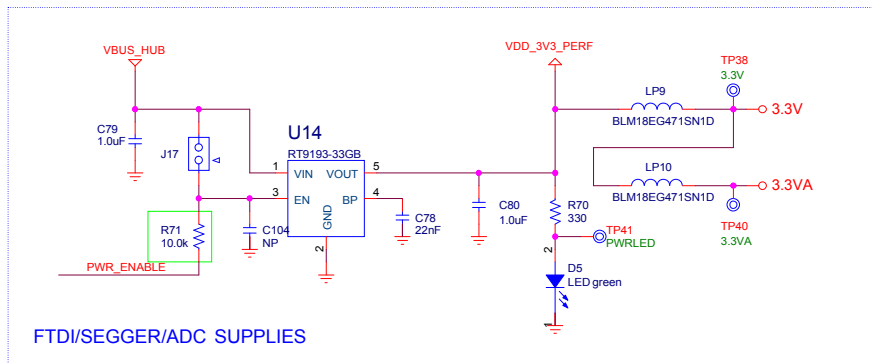 VBUS_HUB
VDD_3V3_PERF
TP38
3.3V
LP9
3.3V
BLM18EG471SN1D
C79
1.0uF
U14
J17
RT9193-33GB
1
VIN
VOUT
5
3
EN
BP
4
GND
2
LP10
3.3VA
BLM18EG471SN1D
C80
1.0uF
R70
330
R71
10.0k
C104
NP
C78
22nF
TP41
PWRLED
TP40
3.3VA
PWR_ENABLE
2
D5
LED green
1
FTDI/SEGGER/ADC SUPPLIES